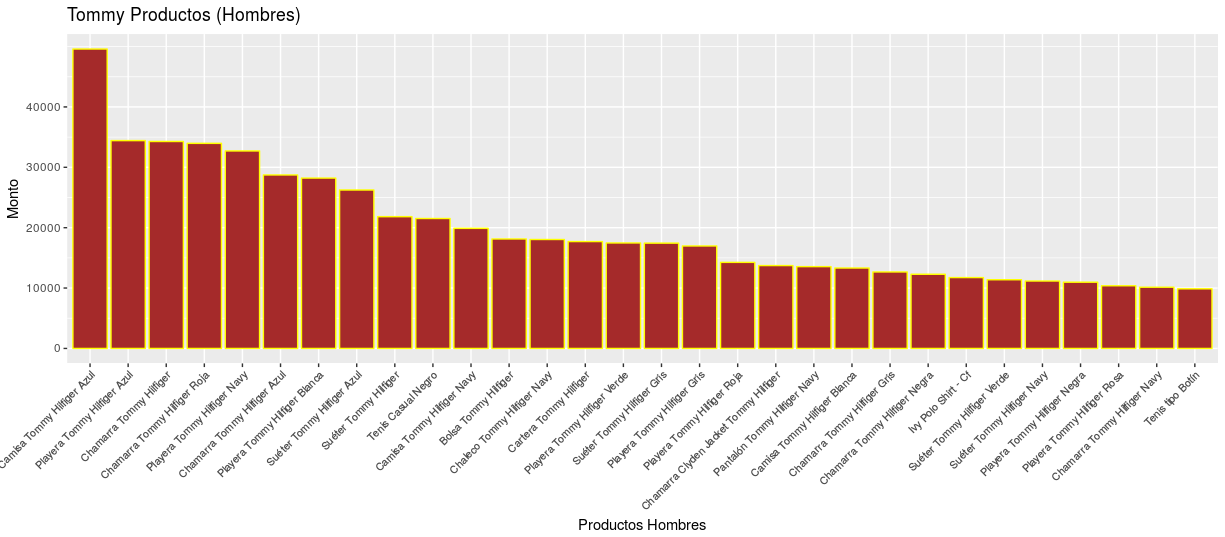 Tommy Productos (Hombres)
Monto
40000
30000
20000
10000
0
Camisa Tommy Hilfiger Azul
Playera Tommy Hilfiger Azul
Chamarra Tommy Hilfiger
Chamarra Tommy Hilfiger Roja
Playera Tommy Hilfiger Navy
Chamarra Tommy Hilfiger Azul
Playera Tommy Hilfiger Blanca
Suéter Tommy Hilfiger Azul
Suéter Tommy Hilfiger
Tenis Casual Negro
Camisa Tommy Hilfiger Navy
Bolsa Tommy Hilfiger
Chaleco Tommy Hilfiger Navy
Cartera Tommy Hilfiger
Playera Tommy Hilfiger Verde
Suéter Tommy Hilfiger Gris
Playera Tommy Hilfiger Gris
Playera Tommy Hilfiger Roja
Chamarra Clyden Jacket Tommy Hilfiger
Pantalón Tommy Hilfiger Navy
Camisa Tommy Hilfiger Blanca
Chamarra Tommy Hilfiger Gris
Chamarra Tommy Hilfiger Negra
Ivy Polo Shirt - Cf
Suéter Tommy Hilfiger Verde
Suéter Tommy Hilfiger Navy
Playera Tommy Hilfiger Negra
Playera Tommy Hilfiger Rosa
Chamarra Tommy Hilfiger Navy
Tenis tipo Botín
Productos Hombres